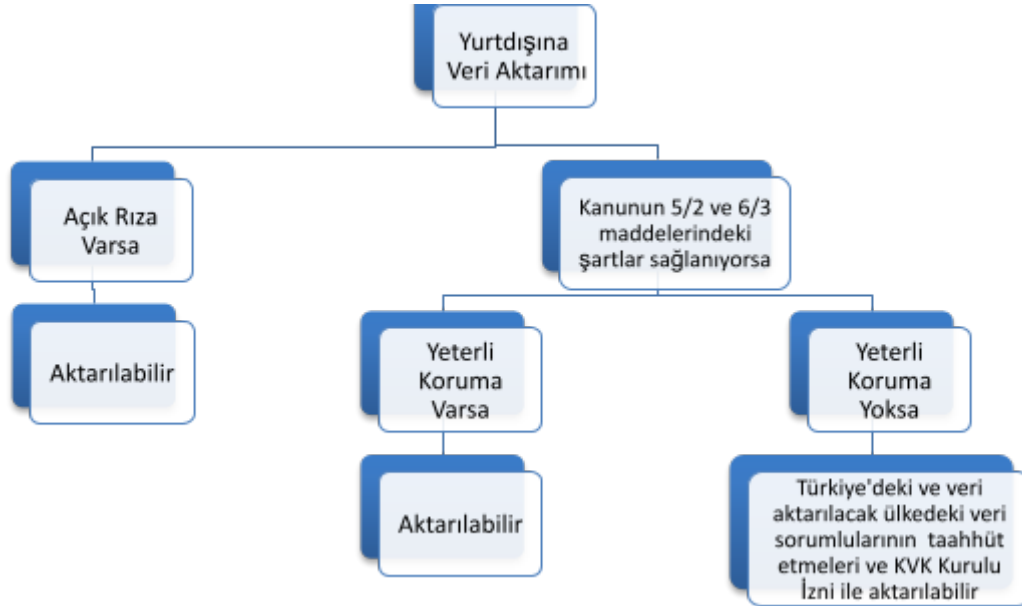 Yurtdışına
Veri Aktarımı
Açık Rıza
Varsa
Kanunun 5/2 ve 6/3
maddelerindeki
şartlar sağlanıyorsa
Aktarılabilir
Yeterli
Koruma
Varsa
Yeterli
Koruma
Yoksa
Aktarılabilir
Türkiye'deki ve veri
aktarılacak ülkedeki veri
sorumlularının taahhüt
etmeleri ve KVK Kurulu
İzni ile aktarılabilir